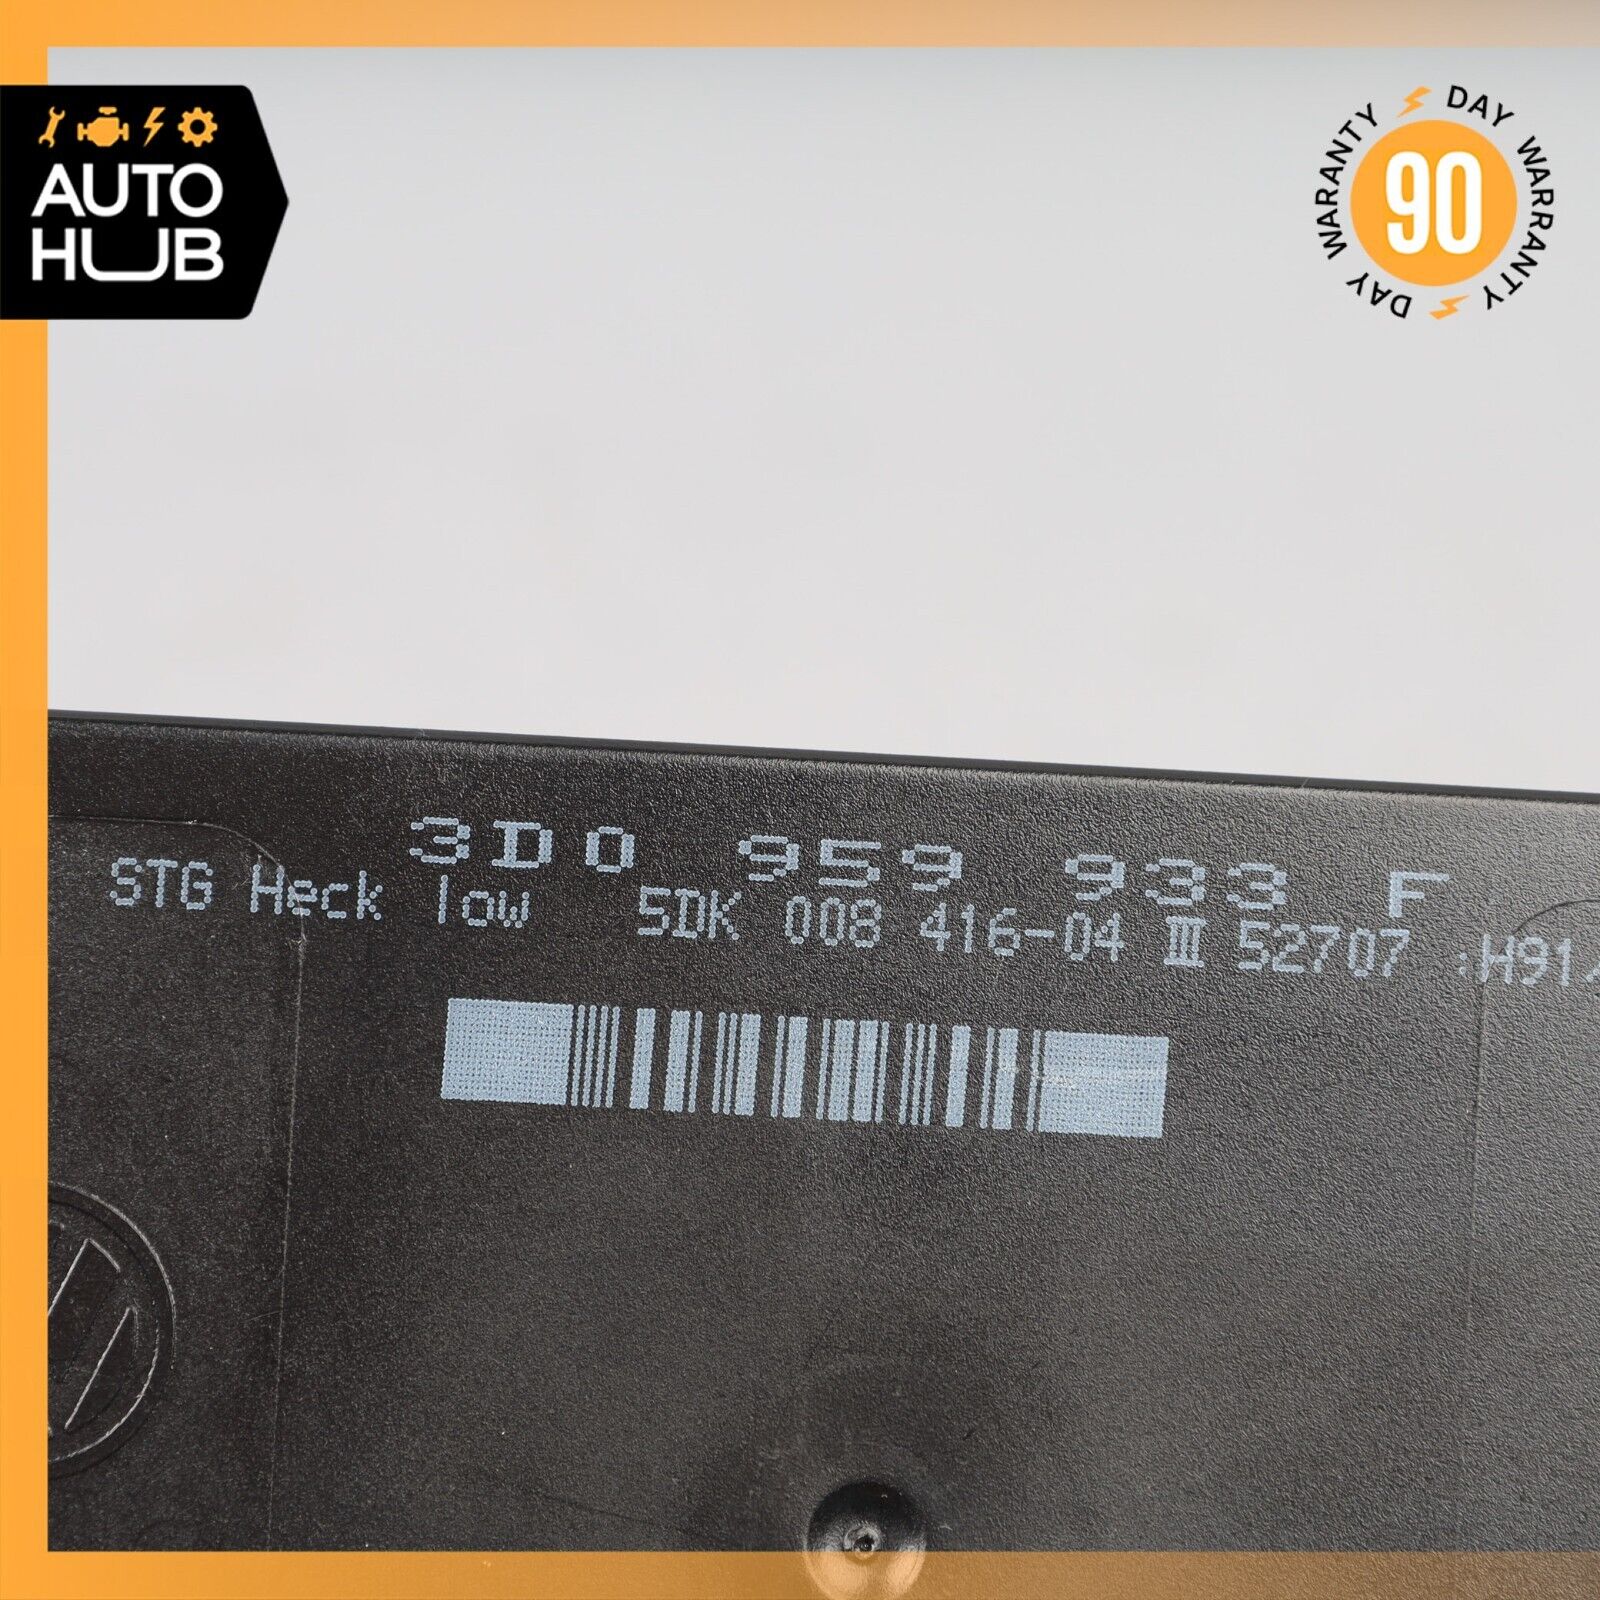 AUTO
HUB
DAY WARRANTY
90
DAY WARRANTY
3D0 959 933 F
STG Heck low 5DK 008 416-04 III 52707 :H91